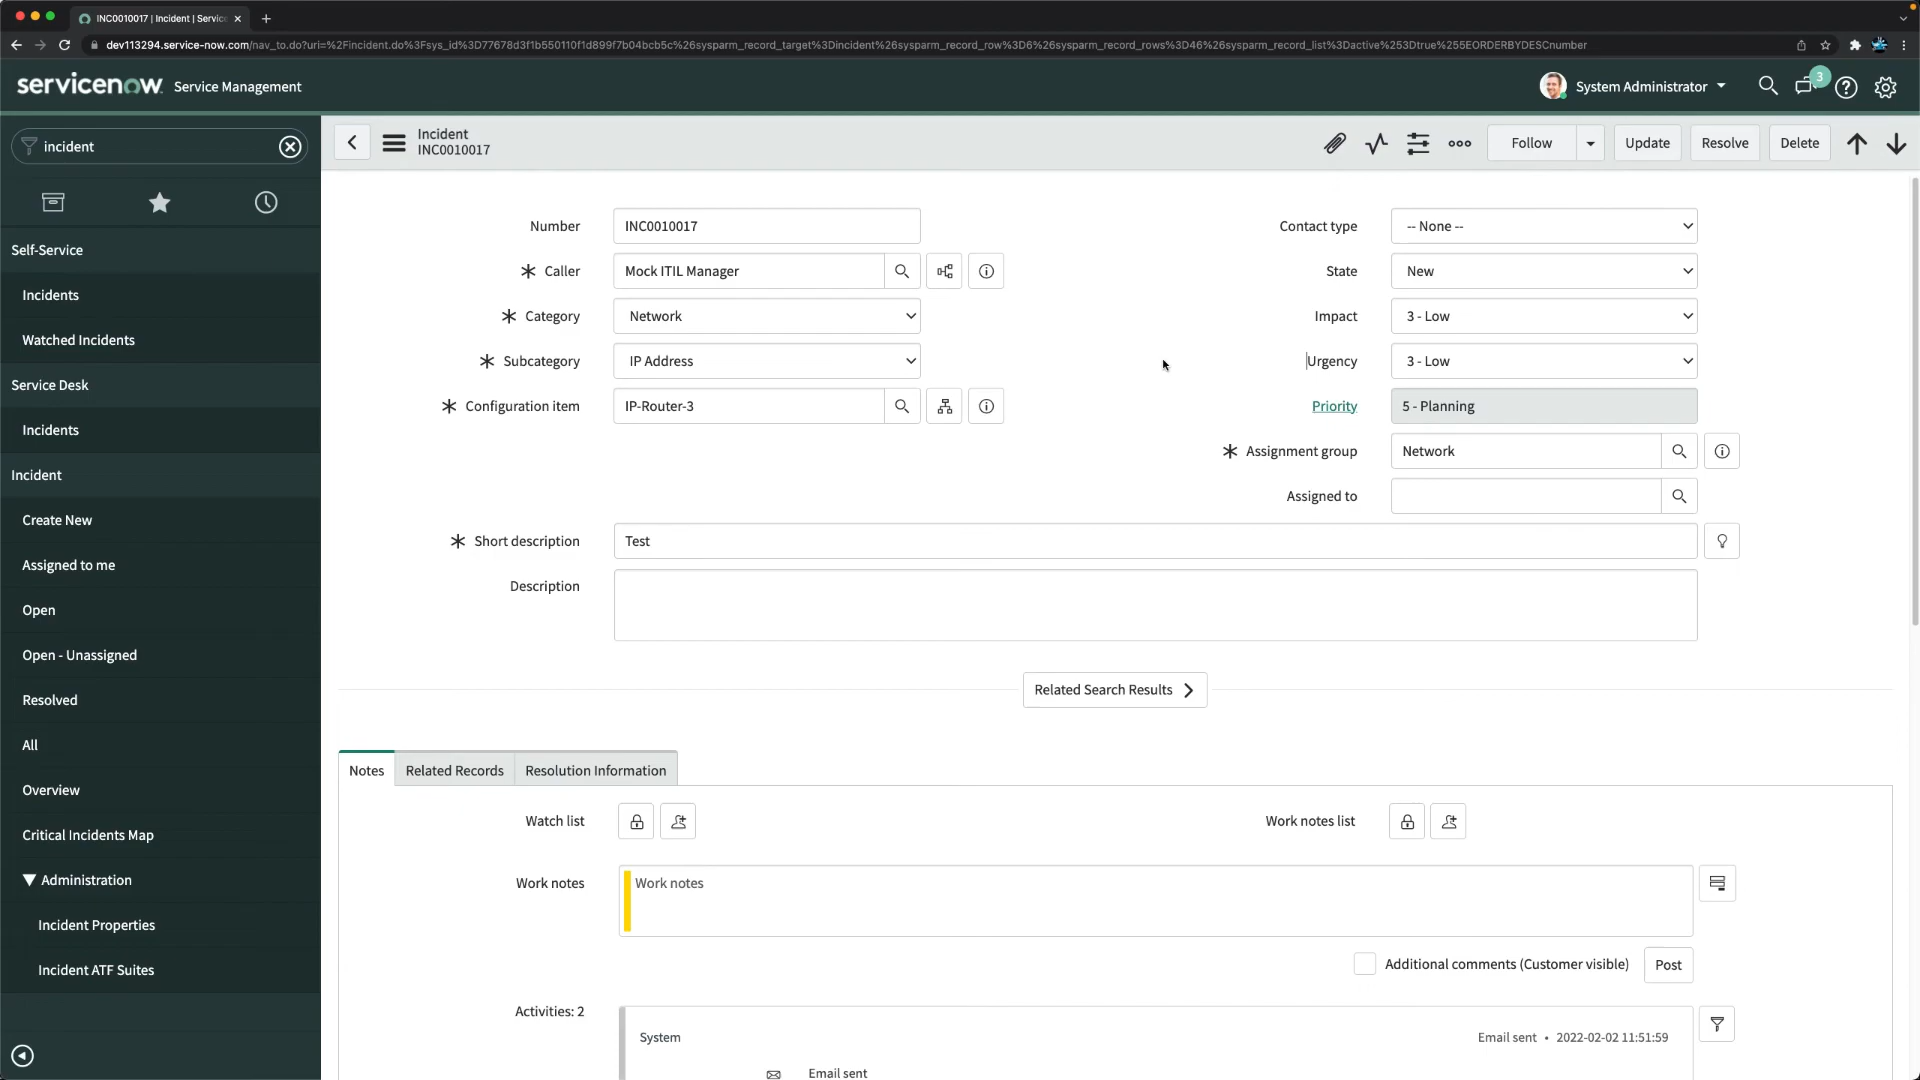 INC0010017 | Incident | Servic
dev113294.service-now.com/nav_to.do?uri=%2Fincident.do%3Fsys_id%3D77678d3f1b550110f1d899f7b04bcb5c%26sysparm_record_target%3Dincident%26sysparm_record_row%3D6%26sysparm_record_rows%3D46%26sysparm_record_list%3Dactive%253Dtrue%255EORDERBYDESCnumber
servicenow Service Management
System Administrator
3
incident
Self-Service
Incidents
Watched Incidents
Service Desk
Incidents
Incident
Create New
Assigned to me
Open
Open - Unassigned
Resolved
All
Overview
Critical Incidents Map
Administration
Incident Properties
Incident ATF Suites
Incident
INC0010017
Follow
Update
Resolve
Delete
Number INC0010017
Caller Mock ITIL Manager
Category Network
Subcategory IP Address
Configuration item IP-Router-3
Contact type -- None --
State New
Impact 3 - Low
Urgency 3 - Low
Priority 5 - Planning
Assignment group Network
Assigned to
Short description Test
Description
Related Search Results
Notes Related Records Resolution Information
Watch list
Work notes list
Work notes Work notes
Additional comments (Customer visible) Post
Activities: 2
System Email sent • 2022-02-02 11:51:59
Email sent